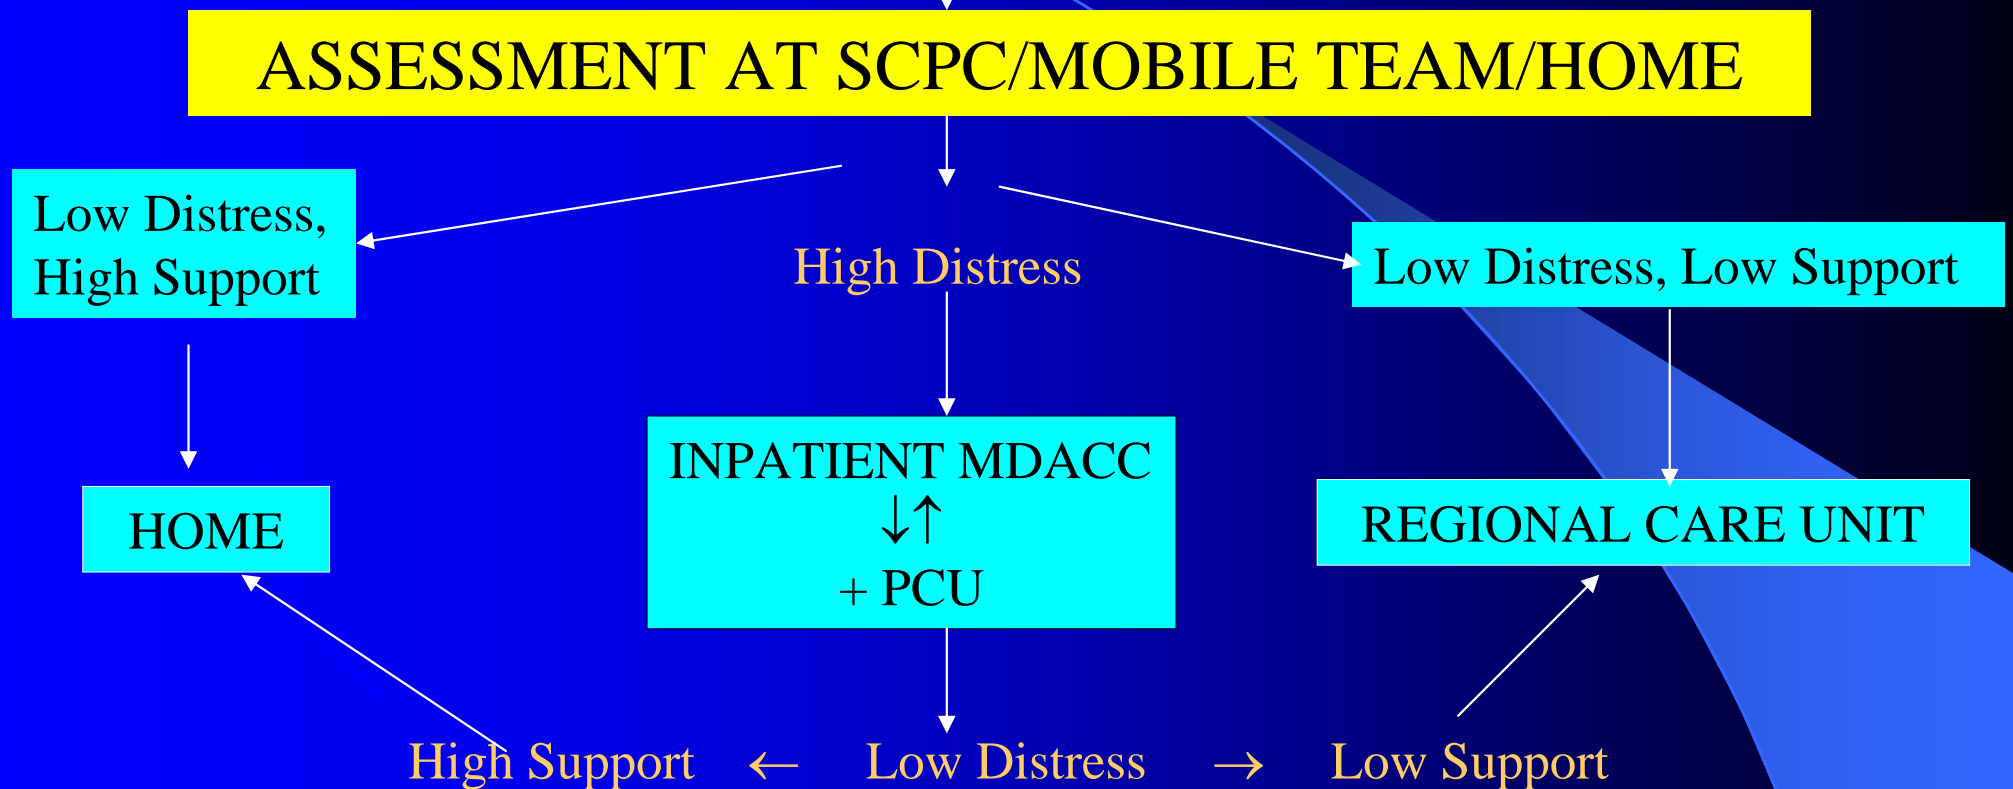 ASSESSMENT AT SCPC/MOBILE TEAM/HOME
Low Distress,
High Support
High Distress
Low Distress, Low Support
INPATIENT MDACC
↓↑
+ PCU
HOME
REGIONAL CARE UNIT
High Support ← Low Distress → Low Support